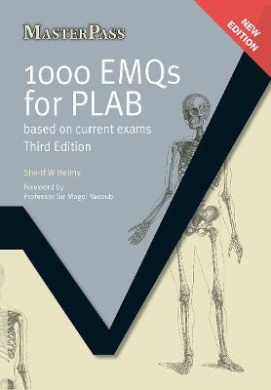 MASTERPASS
NEW
EDITION
1000 EMQs
for PLAB
based on current exams
Third Edition
Sherif W Helmy
Foreword by
Professor Sir Magdi Yacoub